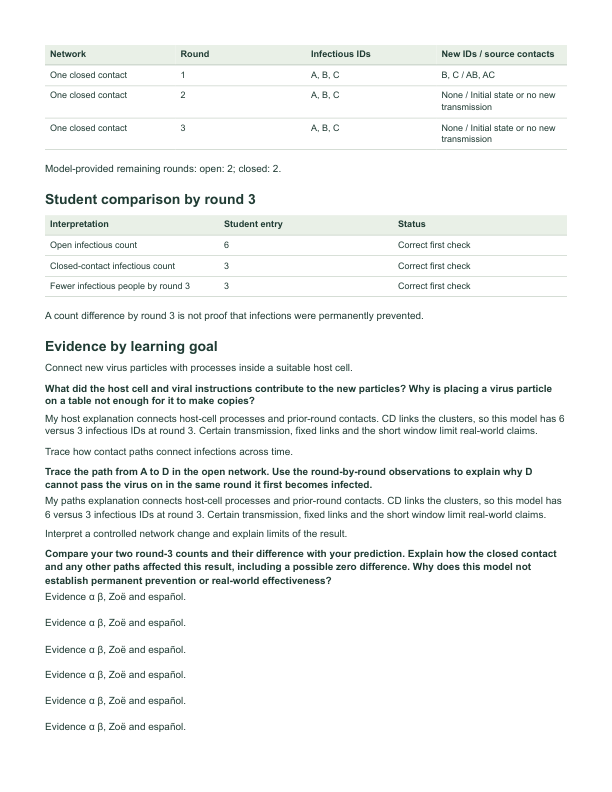 Network Round Infectious IDs New IDs / source contacts
One closed contact 1 A, B, C B, C / AB, AC
One closed contact 2 A, B, C None / Initial state or no new
transmission
One closed contact 3 A, B, C None / Initial state or no new
transmission
Model-provided remaining rounds: open: 2; closed: 2.
Student comparison by round 3
Interpretation Student entry Status
Open infectious count 6 Correct first check
Closed-contact infectious count 3 Correct first check
Fewer infectious people by round 3 3 Correct first check
A count difference by round 3 is not proof that infections were permanently prevented.
Evidence by learning goal
Connect new virus particles with processes inside a suitable host cell.
What did the host cell and viral instructions contribute to the new particles? Why is placing a virus particle
on a table not enough for it to make copies?
My host explanation connects host-cell processes and prior-round contacts. CD links the clusters, so this model has 6
versus 3 infectious IDs at round 3. Certain transmission, fixed links and the short window limit real-world claims.
Trace how contact paths connect infections across time.
Trace the path from A to D in the open network. Use the round-by-round observations to explain why D
cannot pass the virus on in the same round it first becomes infected.
My paths explanation connects host-cell processes and prior-round contacts. CD links the clusters, so this model has
6 versus 3 infectious IDs at round 3. Certain transmission, fixed links and the short window limit real-world claims.
Interpret a controlled network change and explain limits of the result.
Compare your two round-3 counts and their difference with your prediction. Explain how the closed contact
and any other paths affected this result, including a possible zero difference. Why does this model not
establish permanent prevention or real-world effectiveness?
Evidence α β, Zoë and español.
Evidence α β, Zoë and español.
Evidence α β, Zoë and español.
Evidence α β, Zoë and español.
Evidence α β, Zoë and español.
Evidence α β, Zoë and español.